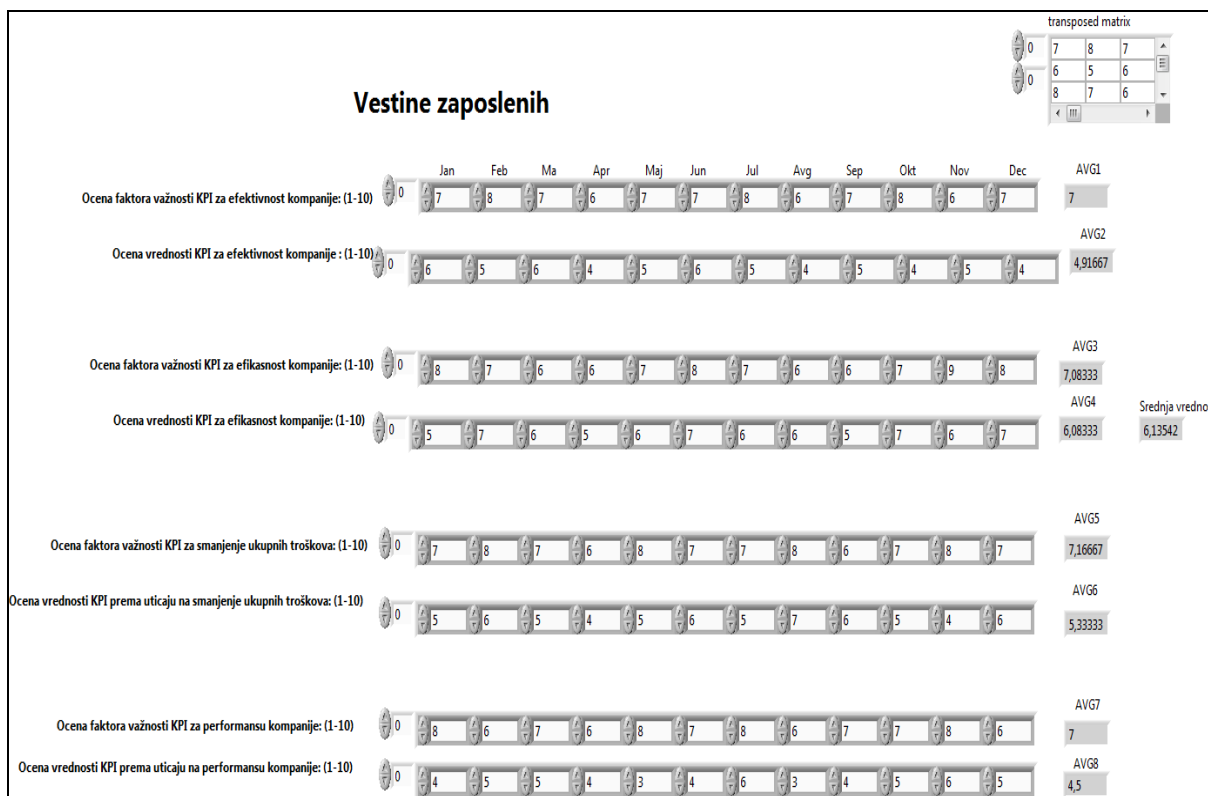 transposed matrix
0 7 8 7
0 6 5 6
8 7 6
Vestine zaposlenih
Jan Feb Ma Apr Maj Jun Jul Avg Sep Okt Nov Dec AVG1
Ocena faktora važnosti KPI za efektivnost kompanije: (1-10) 0 7 8 7 6 7 7 8 6 7 8 6 7 7
AVG2
Ocena vrednosti KPI za efektivnost kompanije : (1-10) 0 6 5 6 4 5 6 5 4 5 4 5 4 4,91667
AVG3
Ocena faktora važnosti KPI za efikasnost kompanije: (1-10) 0 8 7 6 6 7 8 7 6 6 7 9 8 7,08333
AVG4 Srednja vredno
Ocena vrednosti KPI za efikasnost kompanije: (1-10) 0 5 7 6 5 6 7 6 6 5 7 6 7 6,08333 6,13542
AVG5
Ocena faktora važnosti KPI za smanjenje ukupnih troškova: (1-10) 0 7 8 7 6 8 7 7 8 6 7 8 7 7,16667
AVG6
Ocena vrednosti KPI prema uticaju na smanjenje ukupnih troškova: (1-10) 0 5 6 5 4 5 6 5 7 6 5 4 6 5,33333
AVG7
Ocena faktora važnosti KPI za performansu kompanije: (1-10) 0 8 6 7 6 8 7 8 6 7 7 8 6 7
AVG8
Ocena vrednosti KPI prema uticaju na performansu kompanije: (1-10) 0 4 5 5 4 3 4 6 3 4 5 6 5 4,5